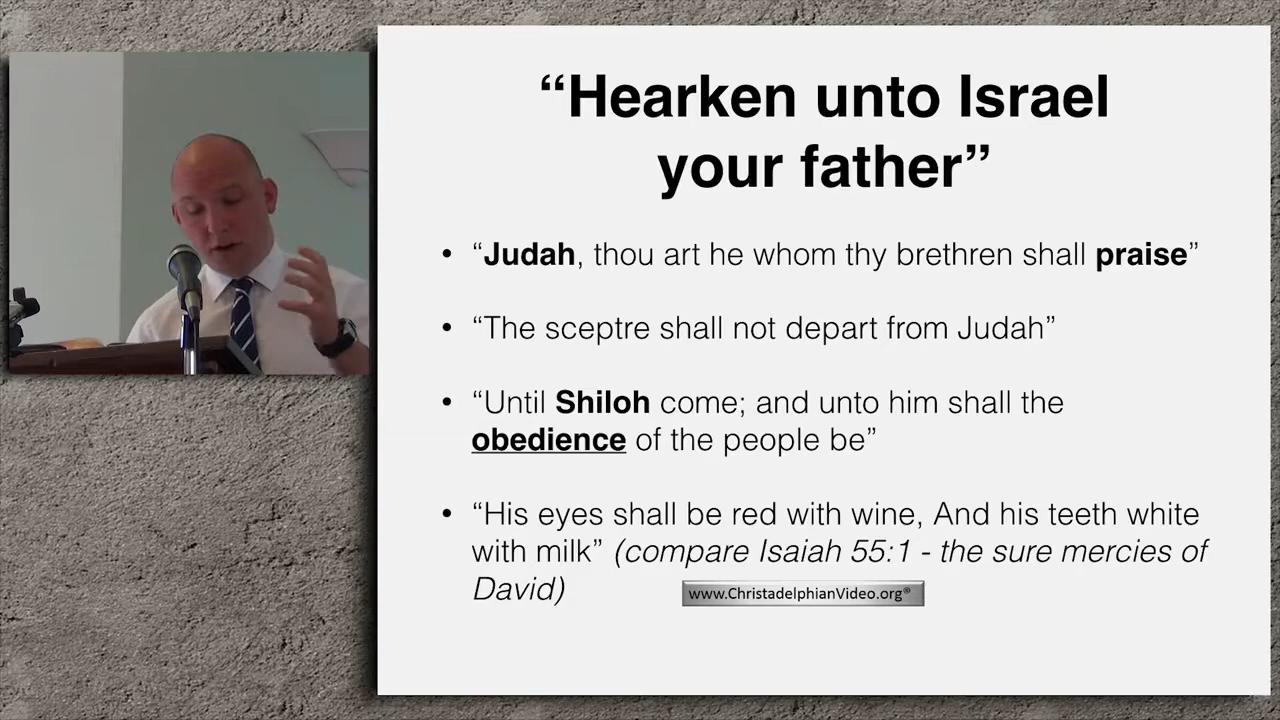 “Hearken unto Israel
your father”
• “Judah, thou art he whom thy brethren shall praise”
• “The sceptre shall not depart from Judah”
• “Until Shiloh come; and unto him shall the
obedience of the people be”
• “His eyes shall be red with wine, And his teeth white
with milk” (compare Isaiah 55:1 - the sure mercies of
David)
www.ChristadelphianVideo.org®